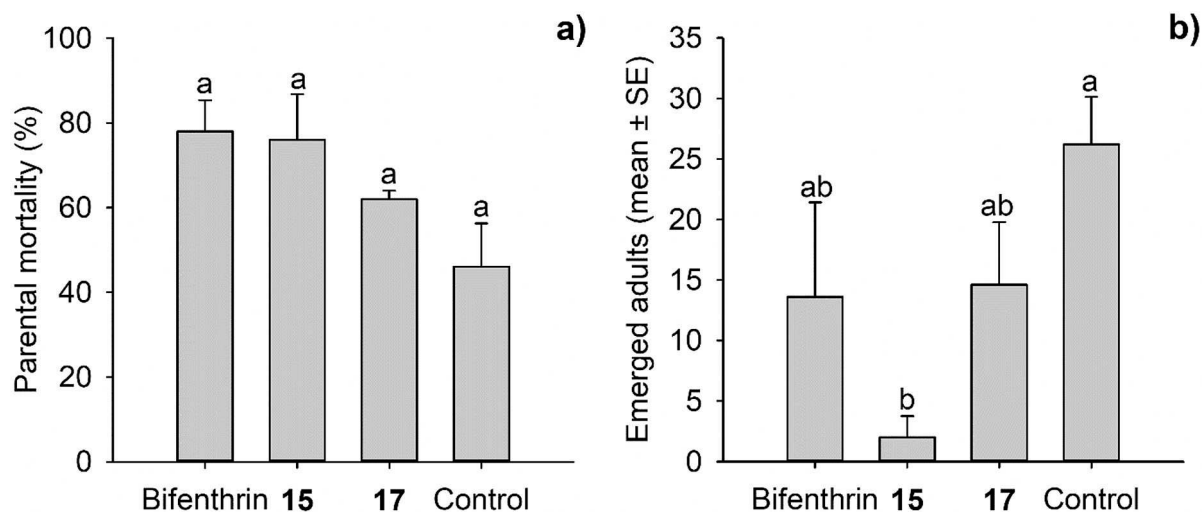 a)
Parental mortality (%)
100
80
60
40
20
0
a
a
a
a
Bifenthrin 15 17 Control
b)
Emerged adults (mean ± SE)
35
30
25
20
15
10
5
0
ab
b
ab
a
Bifenthrin 15 17 Control